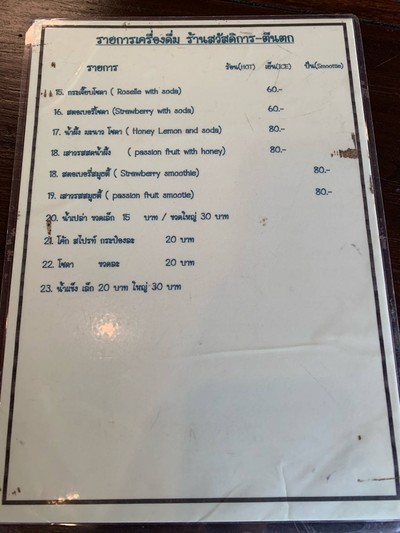 รายการเครื่องดื่ม ร้านสวัสดิการ-ตีนตก
รายการ ร้อน(HOT) เย็น(ICE) ปั่น(Smootie)
15. กระเจี๊ยบโซดา ( Roselle with soda) 60.-
16. สตอเบอรี่โซดา (Strawberry with soda) 60.-
17. น้ำผึ้ง มะนาว โซดา ( Honey Lemon and soda) 80.-
18. เสาวรสสดน้ำผึ้ง ( passion fruit with honey) 80.-
18. สตอเบอรี่สมูตตี้ ( Strawberry smoothie) 80.-
19. เสาวรสสมูตตี้ ( passion fruit smootie) 80.-
20. น้ำเปล่า ขวดเล็ก 15 บาท / ขวดใหญ่ 30 บาท
21. โค้ก สไปรท์ กระป๋องละ 20 บาท
22. โซดา ขวดละ 20 บาท
23. น้ำแข็ง เล็ก 20 บาท ใหญ่ 30 บาท